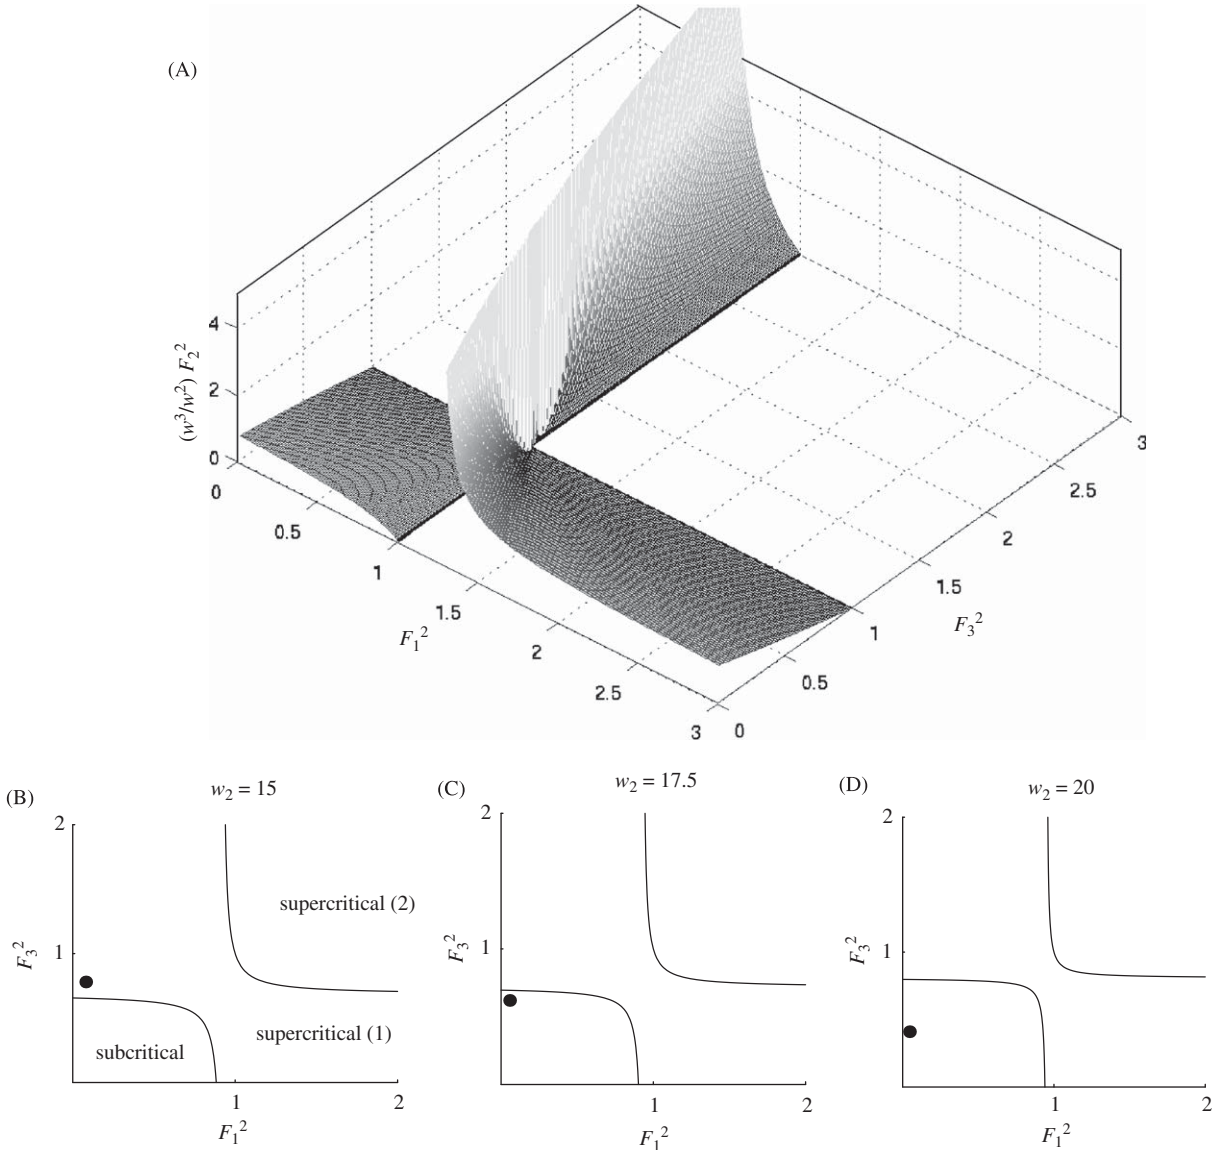 (A)
4
2
0
(w³/w²) F₂²
0
0.5
1
1.5
2
2.5
3
F₁²
0
0.5
1
1.5
2
2.5
3
F₃²
(B)
w₂ = 15
2
1
F₃²
supercritical (2)
supercritical (1)
subcritical
1
2
F₁²
(C)
w₂ = 17.5
2
1
F₃²
1
2
F₁²
(D)
w₂ = 20
2
1
F₃²
1
2
F₁²